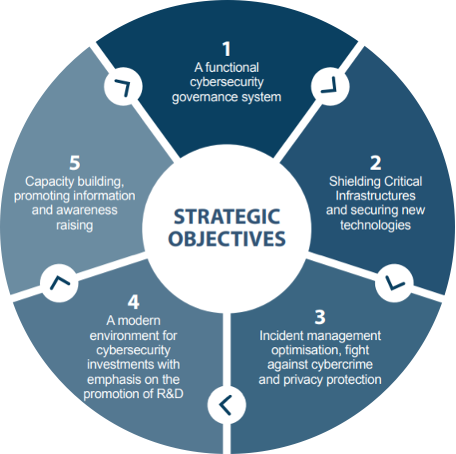 1
A functional
cybersecurity
governance system
2
Shielding Critical
Infrastructures
and securing new
technologies
3
Incident management
optimisation, fight
against cybercrime
and privacy protection
4
A modern
environment for
cybersecurity
investments with
emphasis on the
promotion of R&D
5
Capacity building,
promoting information
and awareness
raising
STRATEGIC
OBJECTIVES